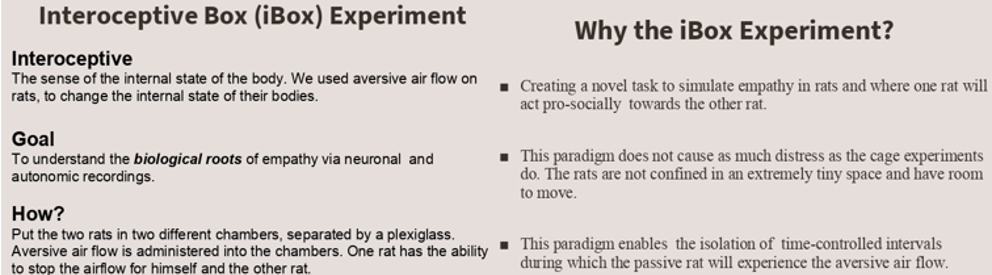 Interoceptive Box (iBox) Experiment
Interoceptive
The sense of the internal state of the body. We used aversive air flow on
rats, to change the internal state of their bodies.
Goal
To understand the biological roots of empathy via neuronal and
autonomic recordings.
How?
Put the two rats in two different chambers, separated by a plexiglass.
Aversive air flow is administered into the chambers. One rat has the ability
to stop the airflow for himself and the other rat.
Why the iBox Experiment?
■ Creating a novel task to simulate empathy in rats and where one rat will
act pro-socially towards the other rat.
■ This paradigm does not cause as much distress as the cage experiments
do. The rats are not confined in an extremely tiny space and have room
to move.
■ This paradigm enables the isolation of time-controlled intervals
during which the passive rat will experience the aversive air flow.